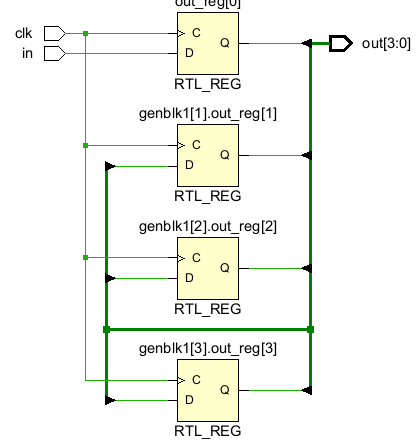 out_reg[0]
clk
in
C
D
Q
out[3:0]
RTL_REG
genblk1[1].out_reg[1]
C
D
Q
RTL_REG
genblk1[2].out_reg[2]
C
D
Q
RTL_REG
genblk1[3].out_reg[3]
C
D
Q
RTL_REG